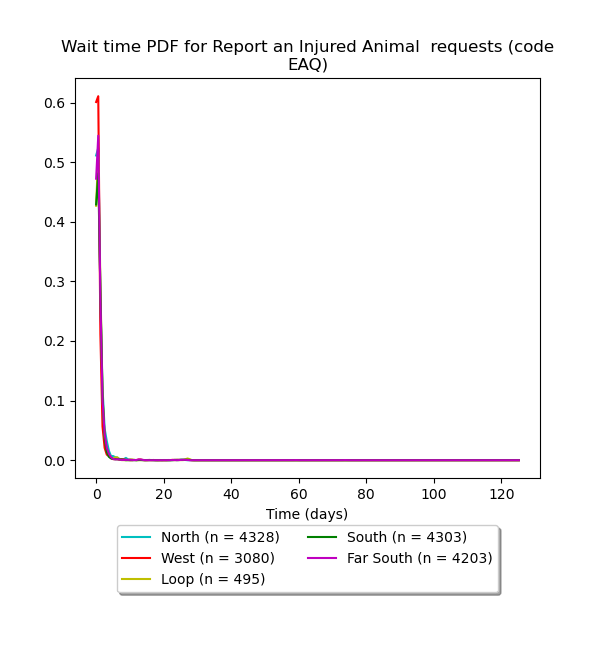 Wait time PDF for Report an Injured Animal  requests (code
EAQ)
0.6
0.5
0.4
0.3
0.2
0.1
0.0
0 20 40 60 80 100 120
Time (days)
North (n = 4328) South (n = 4303)
West (n = 3080) Far South (n = 4203)
Loop (n = 495)